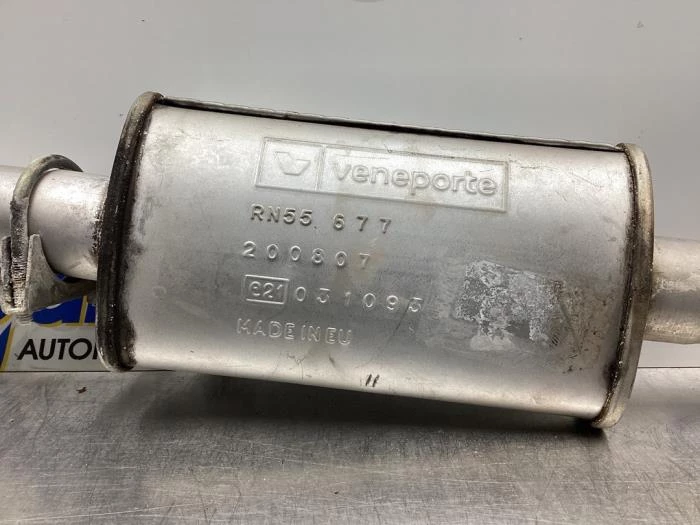 veneporte
RN55 677
200807
e21 031093
MADE IN EU
AUTO